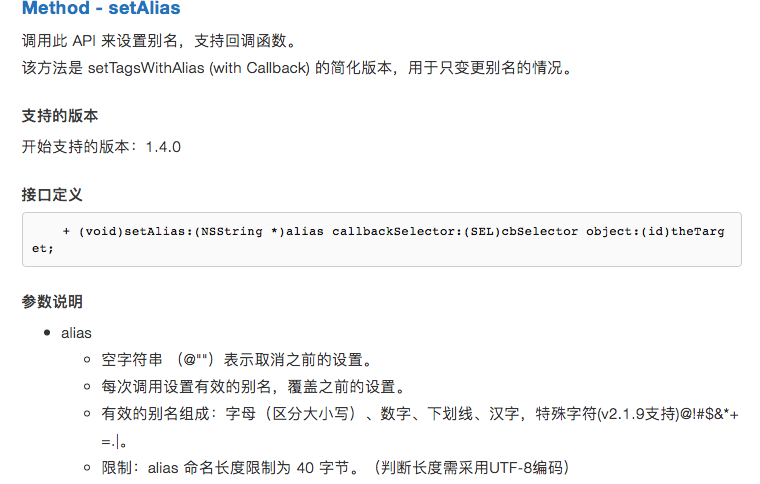 Method - setAlias
调用此 API 来设置别名，支持回调函数。
该方法是 setTagsWithAlias (with Callback) 的简化版本，用于只变更别名的情况。
支持的版本
开始支持的版本：1.4.0
接口定义
+ (void)setAlias:(NSString *)alias callbackSelector:(SEL)cbSelector object:(id)theTarg
et;
参数说明
alias
空字符串 （@""）表示取消之前的设置。
每次调用设置有效的别名，覆盖之前的设置。
有效的别名组成：字母（区分大小写）、数字、下划线、汉字，特殊字符(v2.1.9支持)@!#$&*+
=.|。
限制：alias 命名长度限制为 40 字节。（判断长度需采用UTF-8编码）